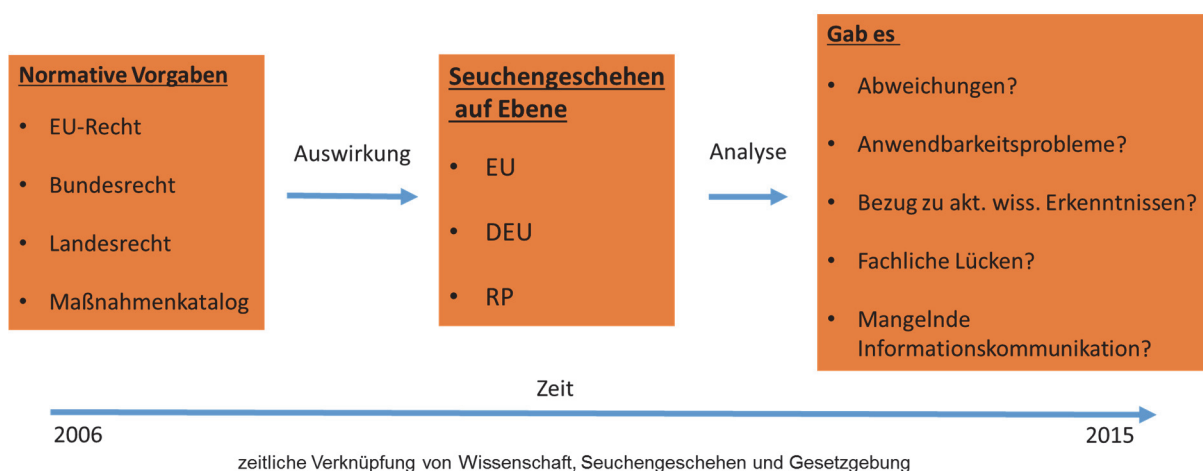 Normative Vorgaben
• EU-Recht
• Bundesrecht
• Landesrecht
• Maßnahmenkatalog
Auswirkung
Seuchengeschehen
auf Ebene
• EU
• DEU
• RP
Analyse
Gab es
• Abweichungen?
• Anwendbarkeitsprobleme?
• Bezug zu akt. wiss. Erkenntnissen?
• Fachliche Lücken?
• Mangelnde
Informationskommunikation?
Zeit
2006
2015
zeitliche Verknüpfung von Wissenschaft, Seuchengeschehen und Gesetzgebung